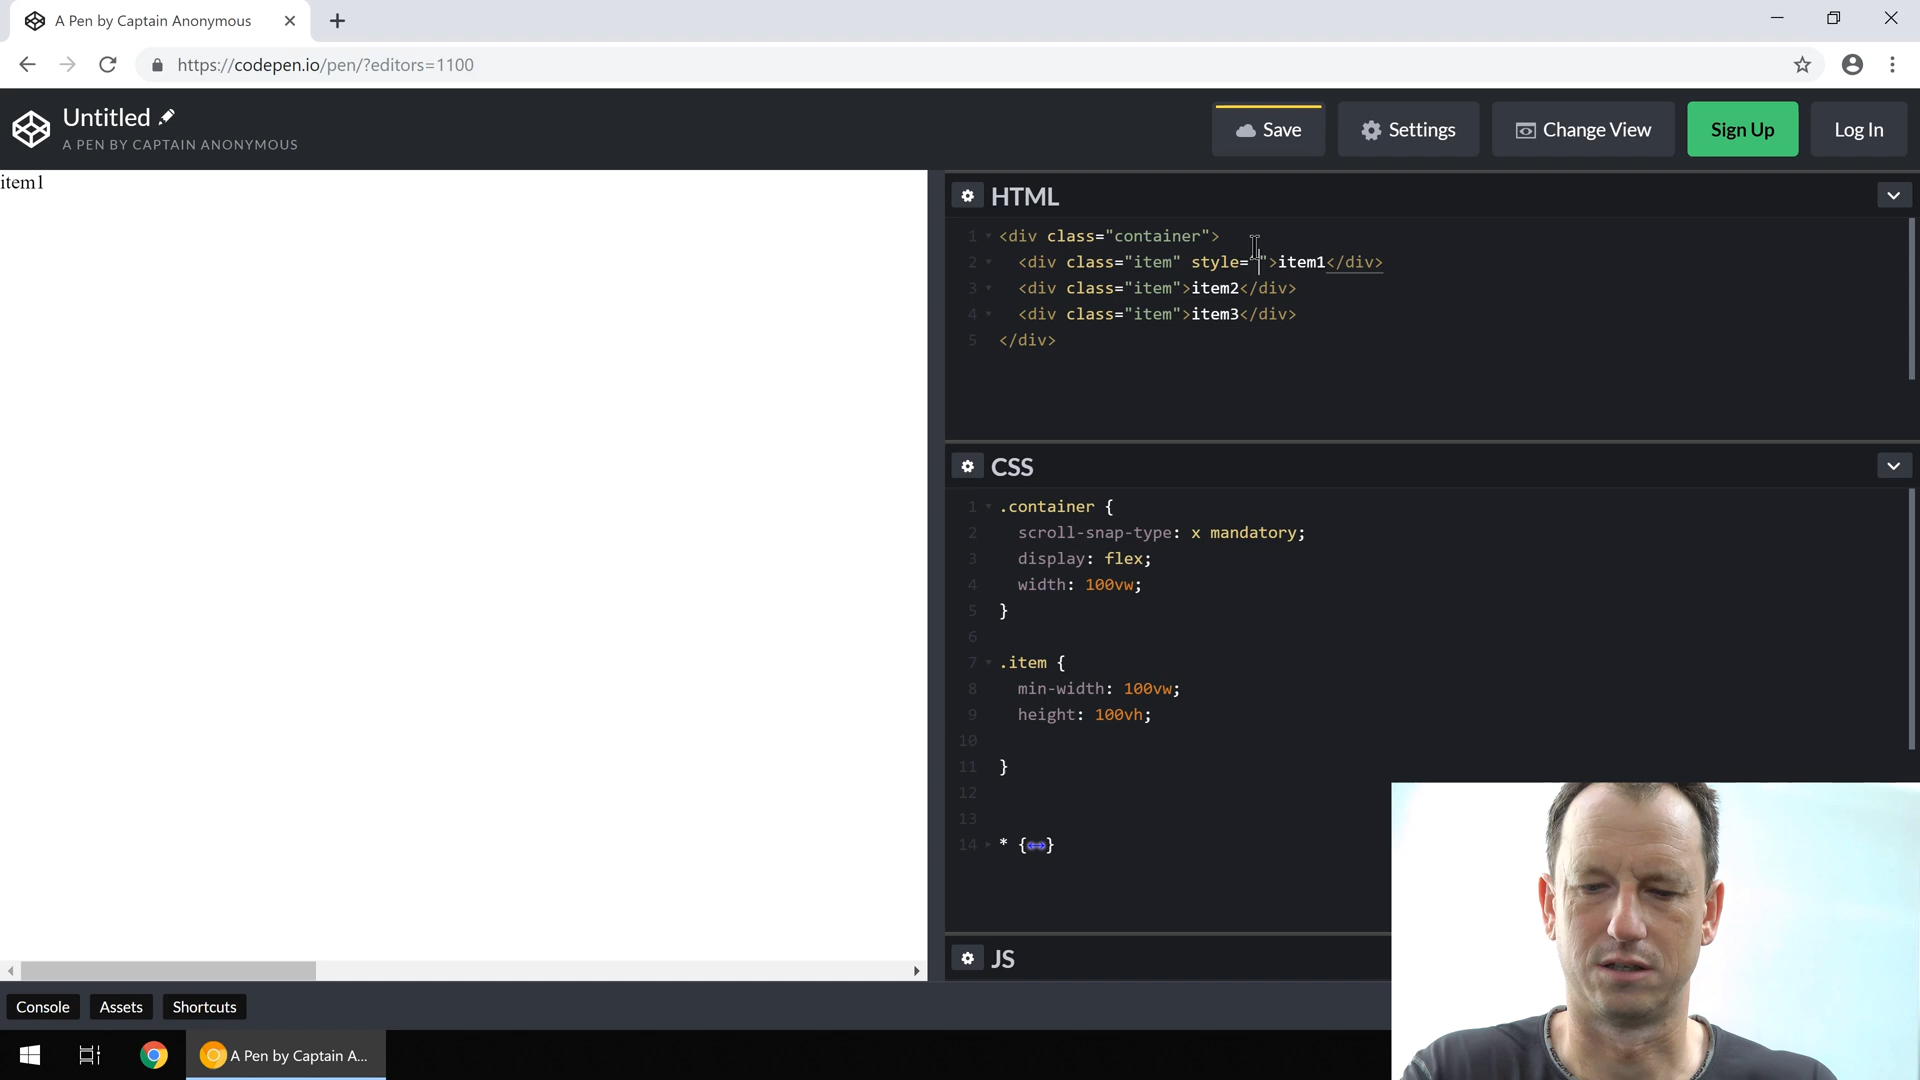 A Pen by Captain Anonymous
https://codepen.io/pen/?editors=1100
Untitled
A PEN BY CAPTAIN ANONYMOUS
Save
Settings
Change View
Sign Up
Log In
item1
HTML
1 <div class="container">
2 <div class="item" style="">item1</div>
3 <div class="item">item2</div>
4 <div class="item">item3</div>
5 </div>
CSS
1 .container {
2 scroll-snap-type: x mandatory;
3 display: flex;
4 width: 100vw;
5 }
6
7 .item {
8 min-width: 100vw;
9 height: 100vh;
10
11 }
12
13
14 * {↔}
JS
Console
Assets
Shortcuts
A Pen by Captain A...